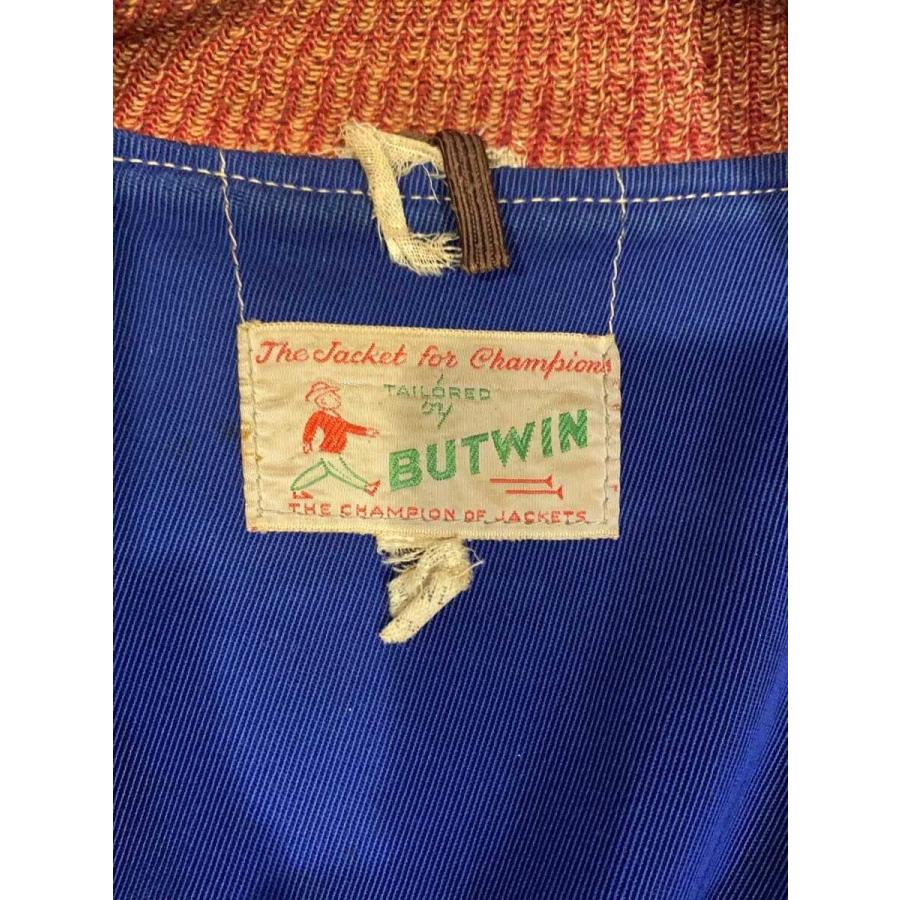 The Jacket for Champions
TAILORED
by
BUTWIN
THE CHAMPION OF JACKETS